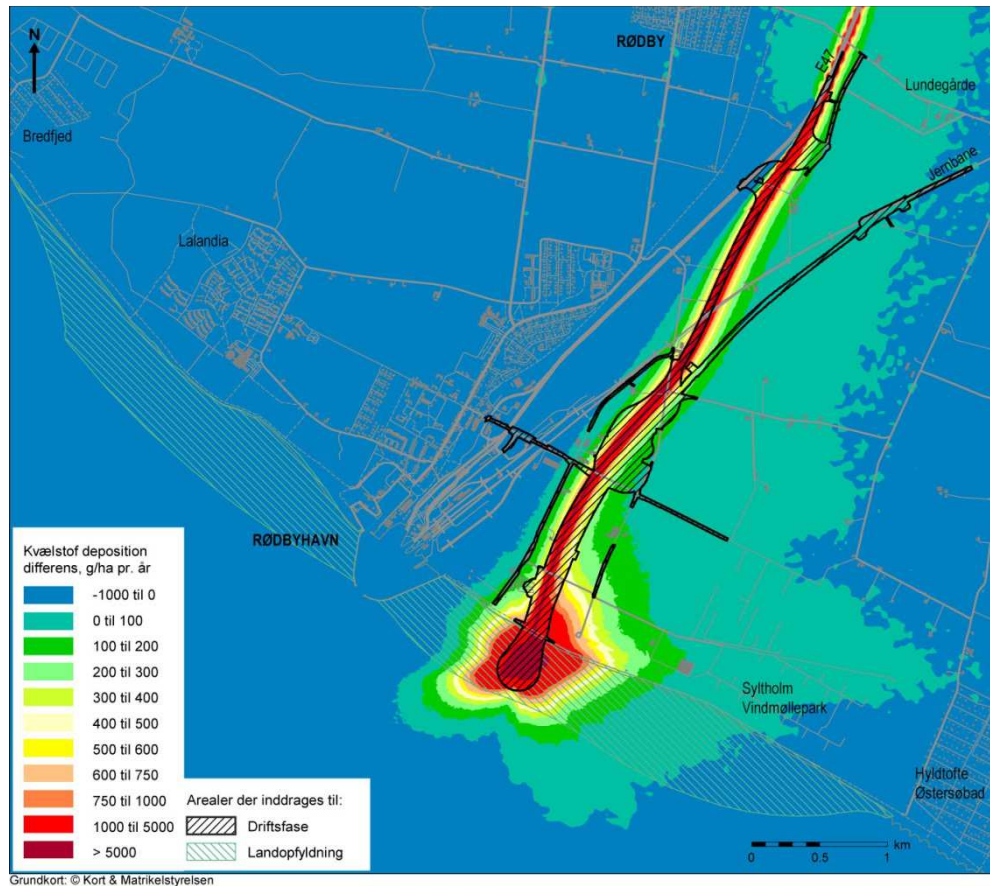 N
RØDBY
E47
Lundegårde
Bredfjed
Jernbane
Lalandia
RØDBYHAVN
Syltholm
Vindmøllepark
Hyldtofte
Østersøbad
Kvælstof deposition
differens, g/ha pr. år
-1000 til 0
0 til 100
100 til 200
200 til 300
300 til 400
400 til 500
500 til 600
600 til 750
750 til 1000
1000 til 5000
> 5000
Arealer der inddrages til:
Driftsfase
Landopfyldning
km
0 0.5 1
Grundkort: © Kort & Matrikelstyrelsen